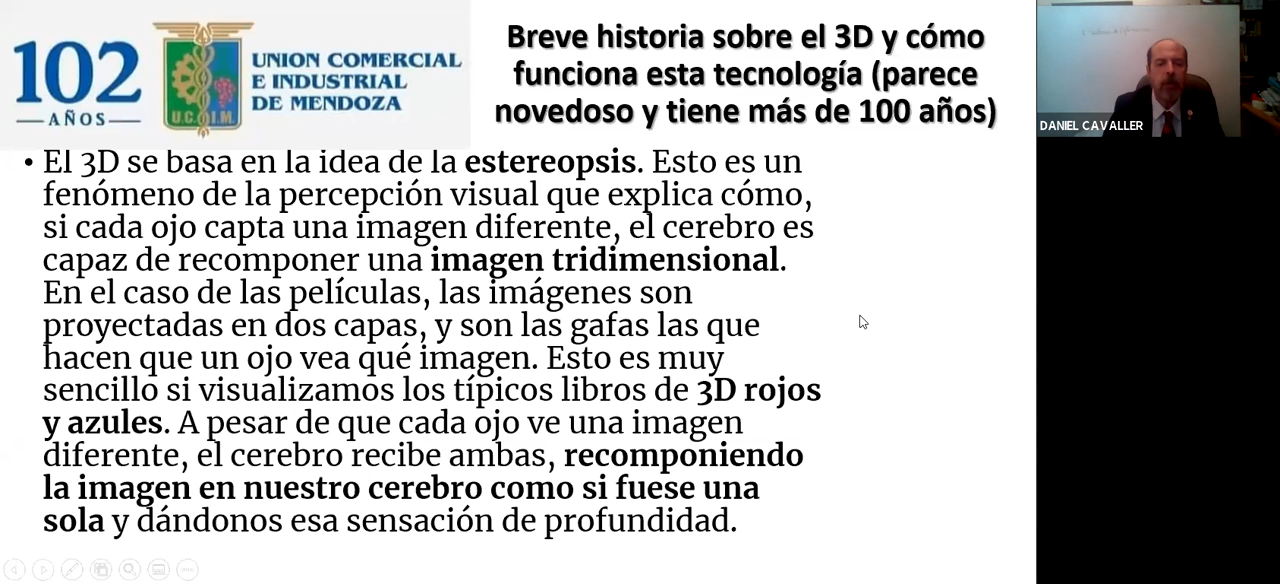 102
AÑOS
U.C.I.M.
UNION COMERCIAL
E INDUSTRIAL
DE MENDOZA
Breve historia sobre el 3D y cómo
funciona esta tecnología (parece
novedoso y tiene más de 100 años)
• El 3D se basa en la idea de la estereopsis. Esto es un
fenómeno de la percepción visual que explica cómo,
si cada ojo capta una imagen diferente, el cerebro es
capaz de recomponer una imagen tridimensional.
En el caso de las películas, las imágenes son
proyectadas en dos capas, y son las gafas las que
hacen que un ojo vea qué imagen. Esto es muy
sencillo si visualizamos los típicos libros de 3D rojos
y azules. A pesar de que cada ojo ve una imagen
diferente, el cerebro recibe ambas, recomponiendo
la imagen en nuestro cerebro como si fuese una
sola y dándonos esa sensación de profundidad.
DANIEL CAVALLER